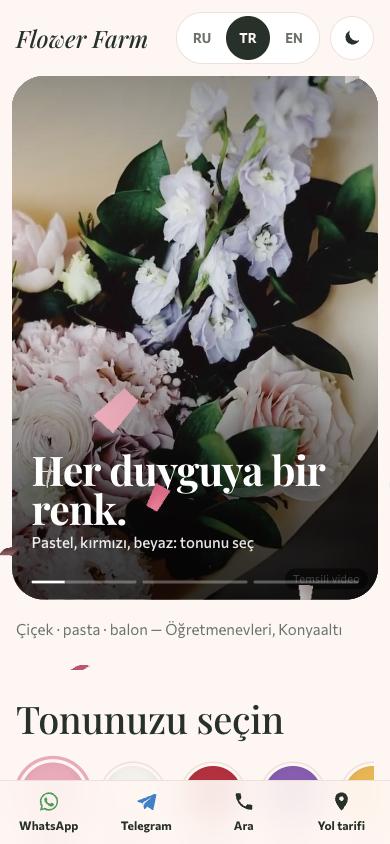 Flower Farm
RU TR EN
Her duyguya bir
renk.
Pastel, kırmızı, beyaz: tonunu seç
Temsili video
Çiçek · pasta · balon — Öğretmenevleri, Konyaaltı
Tonunuzu seçin
WhatsApp Telegram Ara Yol tarifi